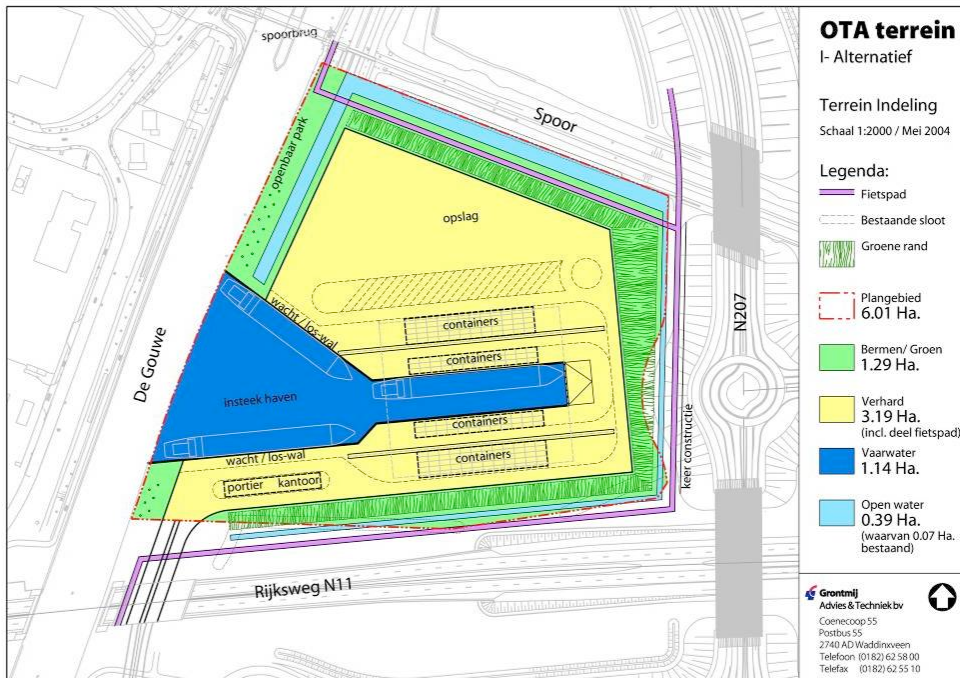 spoorbrug
Spoor
openbaar park
opslag
De Gouwe
wacht / los-wal
containers
containers
insteek haven
containers
containers
wacht / los-wal
portier kantoon
N207
keer constructie
Rijksweg N11
OTA terrein
I- Alternatief
Terrein Indeling
Schaal 1:2000 / Mei 2004
Legenda:
Fietspad
Bestaande sloot
Groene rand
Plangebied
6.01 Ha.
Bermen/ Groen
1.29 Ha.
Verhard
3.19 Ha.
(incl. deel fietspad)
Vaarwater
1.14 Ha.
Open water
0.39 Ha.
(waarvan 0.07 Ha.
bestaand)
Grontmij
Advies & Techniek bv
Coenecoop 55
Postbus 55
2740 AD Waddinxveen
Telefoon (0182) 62 58 00
Telefax (0182) 62 55 10